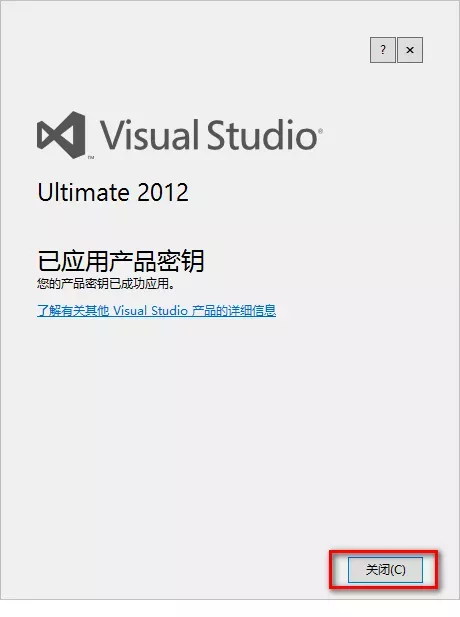 ? ×
Visual Studio®
™
Ultimate 2012
已应用产品密钥
您的产品密钥已成功应用。
了解有关其他 Visual Studio 产品的详细信息
关闭(C)